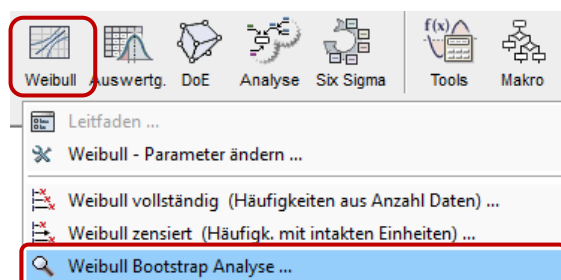 f(x)
Weibull Auswertg. DoE Analyse Six Sigma Tools Makro
Leitfaden ...
Weibull - Parameter ändern ...
Weibull vollständig (Häufigkeiten aus Anzahl Daten) ...
Weibull zensiert (Häufigk. mit intakten Einheiten) ...
Weibull Bootstrap Analyse ...